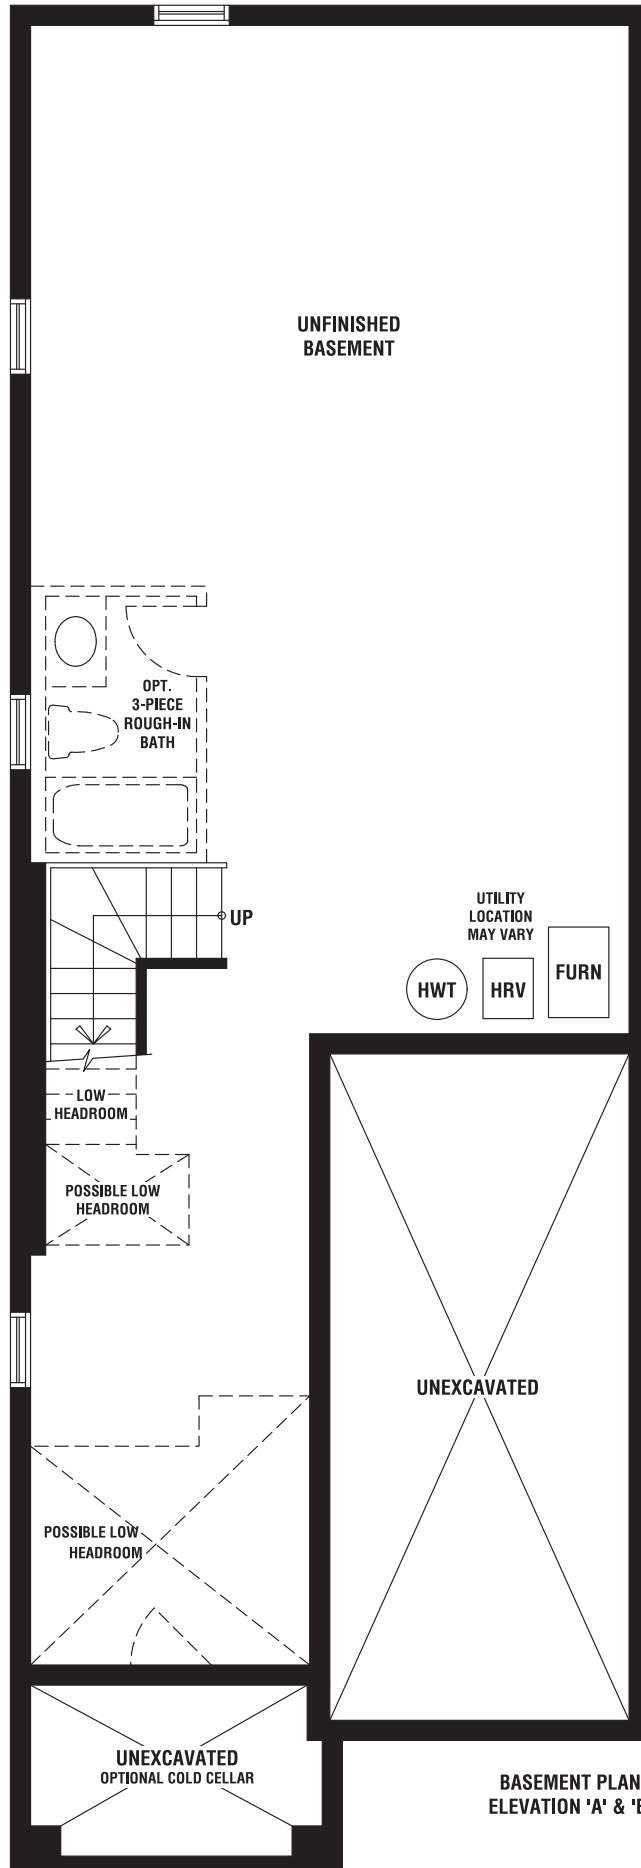 UNFINISHED
BASEMENT
OPT.
3-PIECE
ROUGH-IN
BATH
UP
UTILITY
LOCATION
MAY VARY
HWT
HRV
FURN
LOW
HEADROOM
POSSIBLE LOW
HEADROOM
UNEXCAVATED
POSSIBLE LOW
HEADROOM
UNEXCAVATED
OPTIONAL COLD CELLAR
BASEMENT PLAN
ELEVATION 'A' & '